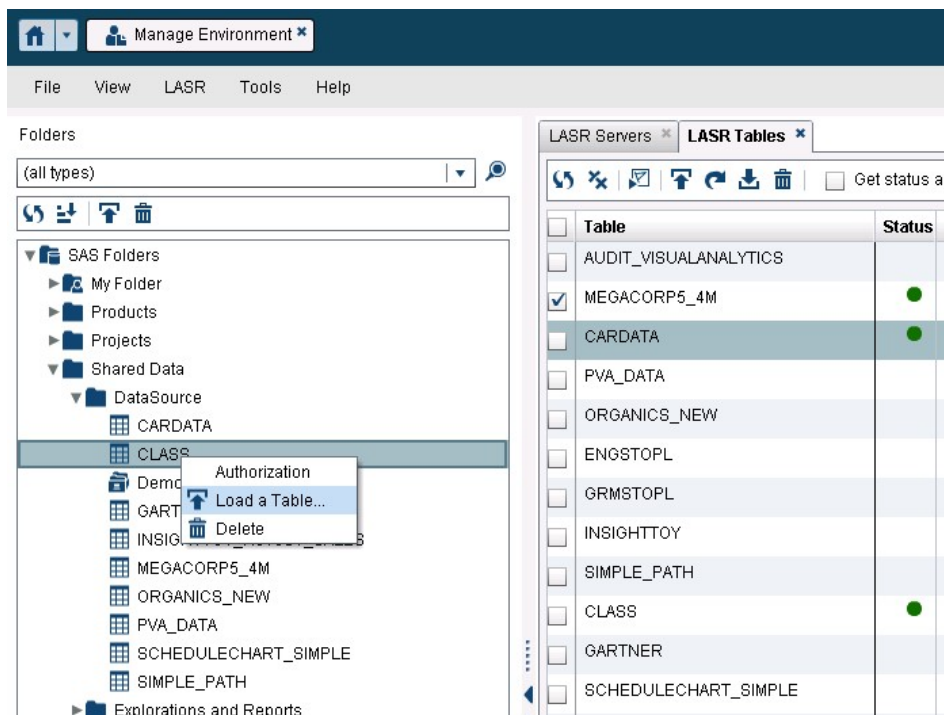 Manage Environment
File View LASR Tools Help
Folders
(all types)
SAS Folders
My Folder
Products
Projects
Shared Data
DataSource
CARDATA
CLASS
Authorization
Load a Table...
Delete
MEGACORP5_4M
ORGANICS_NEW
PVA_DATA
SCHEDULECHART_SIMPLE
SIMPLE_PATH
Explorations and Reports
LASR Servers LASR Tables
Get status a
Table Status
AUDIT_VISUALANALYTICS
MEGACORP5_4M
CARDATA
PVA_DATA
ORGANICS_NEW
ENGSTOPL
GRMSTOPL
INSIGHTTOY
SIMPLE_PATH
CLASS
GARTNER
SCHEDULECHART_SIMPLE